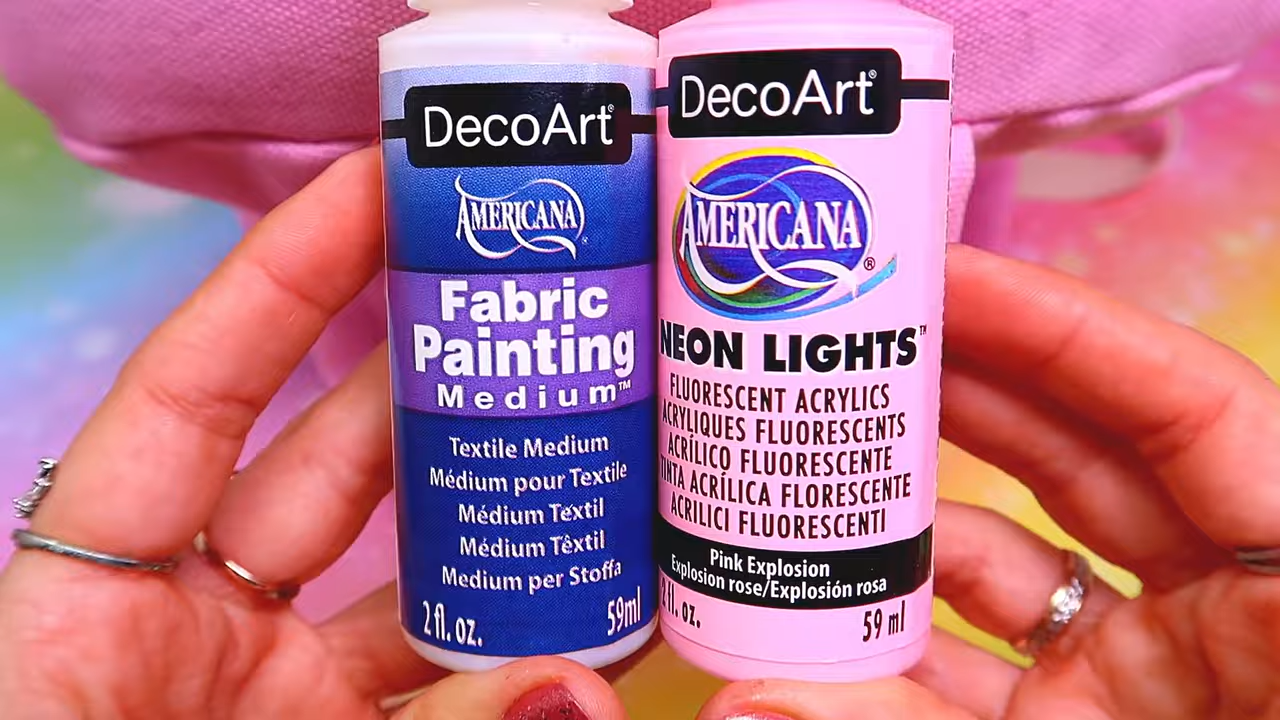 DecoArt®
AMERICANA
Fabric
Painting
Medium™
Textile Medium
Médium pour Textile
Médium Textil
Médium Têxtil
Medium per Stoffa
2 fl. oz. 59ml
DecoArt®
AMERICANA®
NEON LIGHTS™
FLUORESCENT ACRYLICS
ACRYLIQUES FLUORESCENTS
ACRÍLICO FLUORESCENTE
TINTA ACRÍLICA FLORESCENTE
ACRILICI FLUORESCENTI
Pink Explosion
Explosion rose/Explosión rosa
2 fl. oz. 59 ml